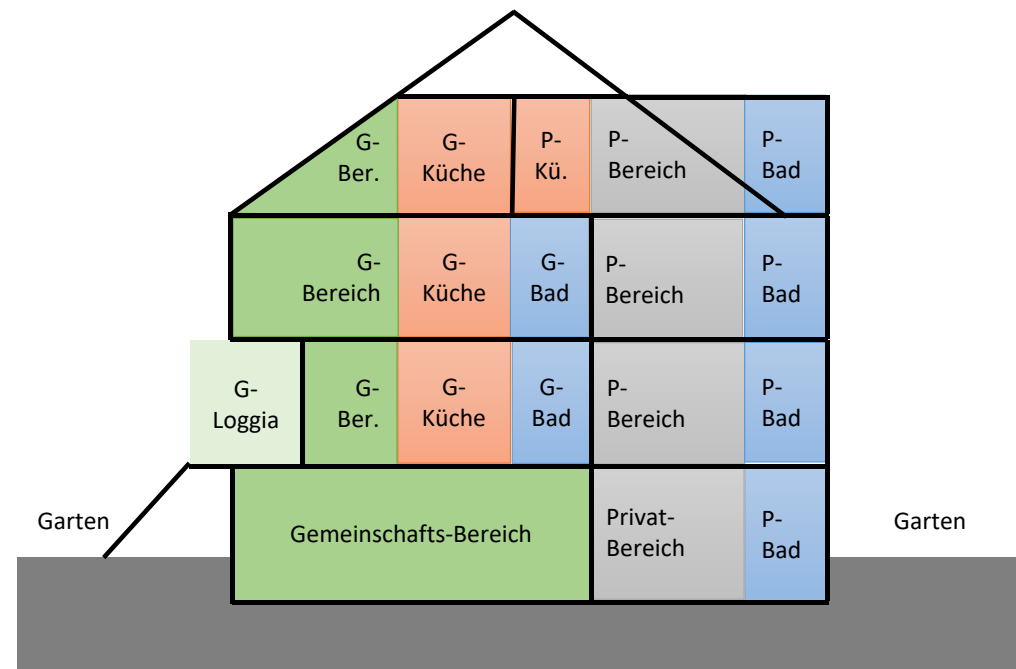 G-
Ber.
G-
Küche
P-
Kü.
P-
Bereich
P-
Bad
G-
Bereich
G-
Küche
G-
Bad
P-
Bereich
P-
Bad
G-
Loggia
G-
Ber.
G-
Küche
G-
Bad
P-
Bereich
P-
Bad
Garten
Gemeinschafts-Bereich
Privat-
Bereich
P-
Bad
Garten